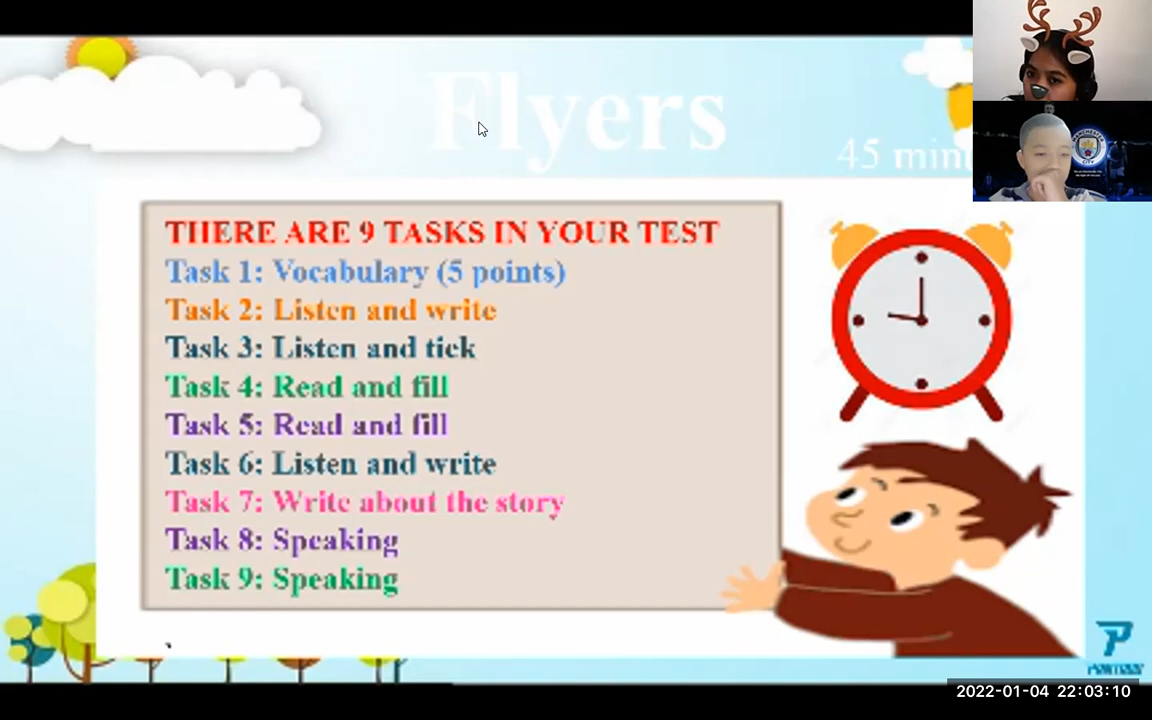 Flyers
45 min
THERE ARE 9 TASKS IN YOUR TEST
Task 1: Vocabulary (5 points)
Task 2: Listen and write
Task 3: Listen and tick
Task 4: Read and fill
Task 5: Read and fill
Task 6: Listen and write
Task 7: Write about the story
Task 8: Speaking
Task 9: Speaking
MANCHESTER
CITY
2022-01-04 22:03:10